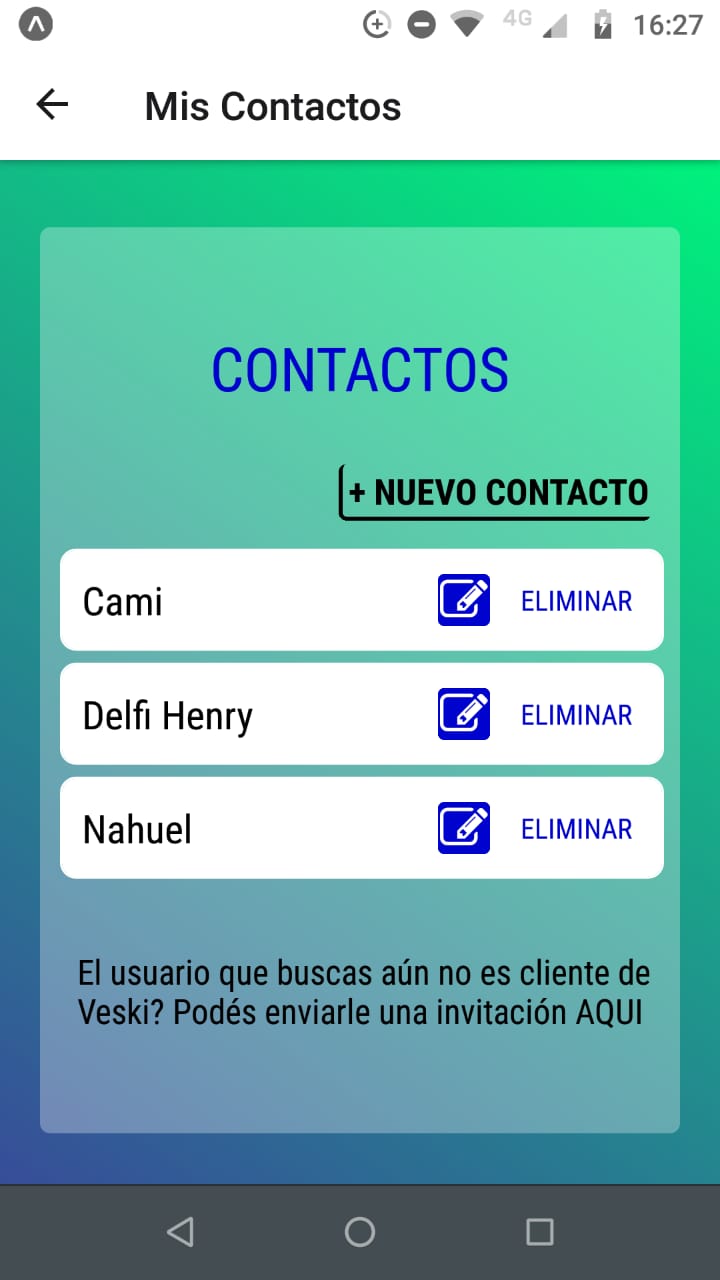 4G 16:27
Mis Contactos
CONTACTOS
+ NUEVO CONTACTO
Cami ELIMINAR
Delfi Henry ELIMINAR
Nahuel ELIMINAR
El usuario que buscas aún no es cliente de
Veski? Podés enviarle una invitación AQUI